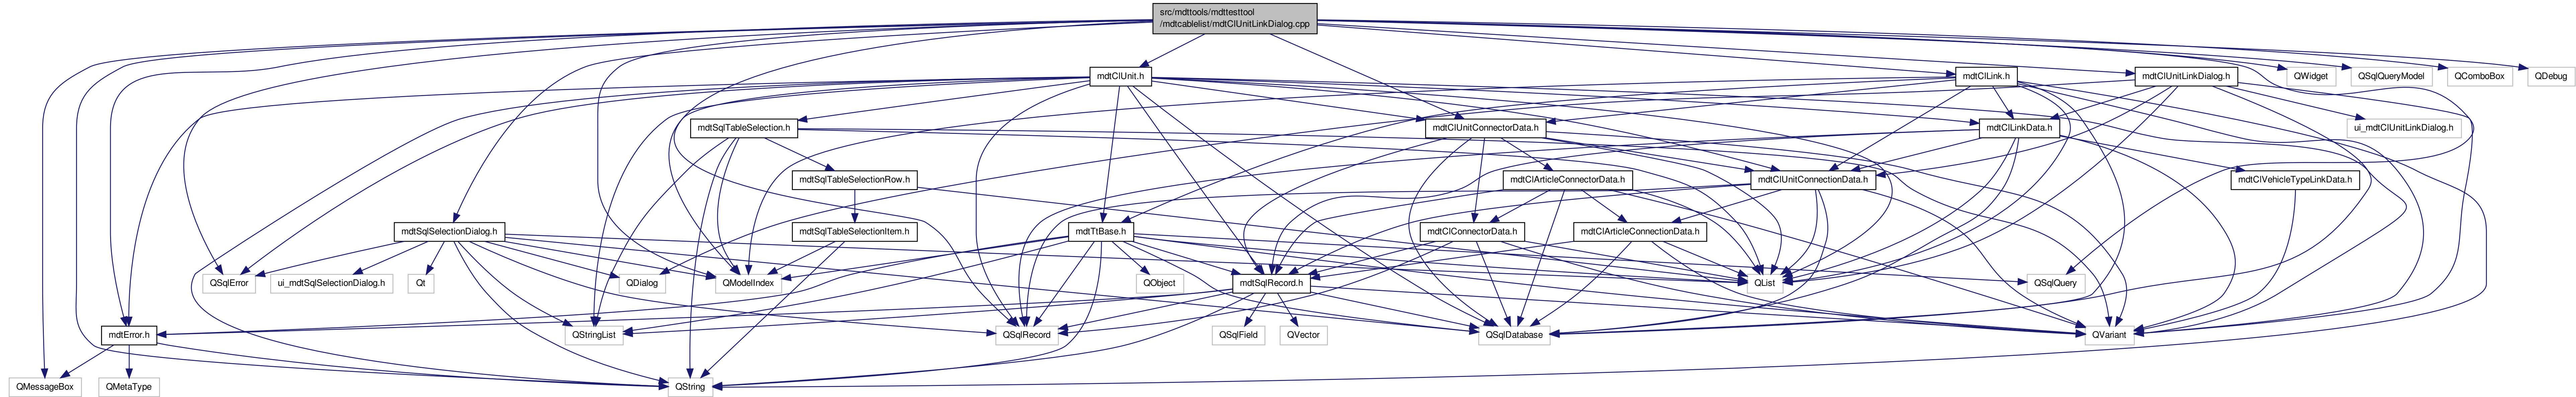 src/mdttools/mdttesttool
/mdtcablelist/mdtClUnitLinkDialog.cpp
mdtClUnit.h
mdtClLink.h
mdtClUnitLinkDialog.h
QWidget
QSqlQueryModel
QComboBox
QDebug
mdtSqlTableSelection.h
mdtClUnitConnectorData.h
mdtClLinkData.h
ui_mdtClUnitLinkDialog.h
mdtSqlTableSelectionRow.h
mdtClArticleConnectorData.h
mdtClUnitConnectionData.h
mdtClVehicleTypeLinkData.h
mdtSqlSelectionDialog.h
mdtSqlTableSelectionItem.h
mdtTtBase.h
mdtClConnectorData.h
mdtClArticleConnectionData.h
QSqlError
ui_mdtSqlSelectionDialog.h
Qt
QDialog
QModelIndex
QObject
mdtSqlRecord.h
QList
QSqlQuery
mdtError.h
QStringList
QSqlRecord
QSqlField
QVector
QSqlDatabase
QVariant
QMessageBox
QMetaType
QString